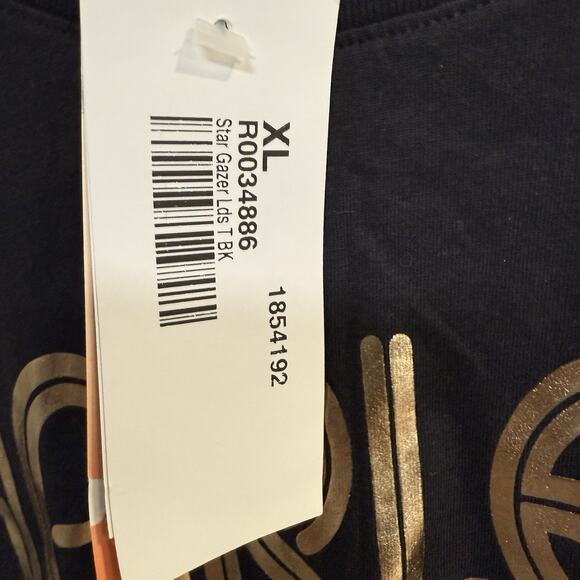 XL
R0034886
Star Gazer Lds T BK
1854192